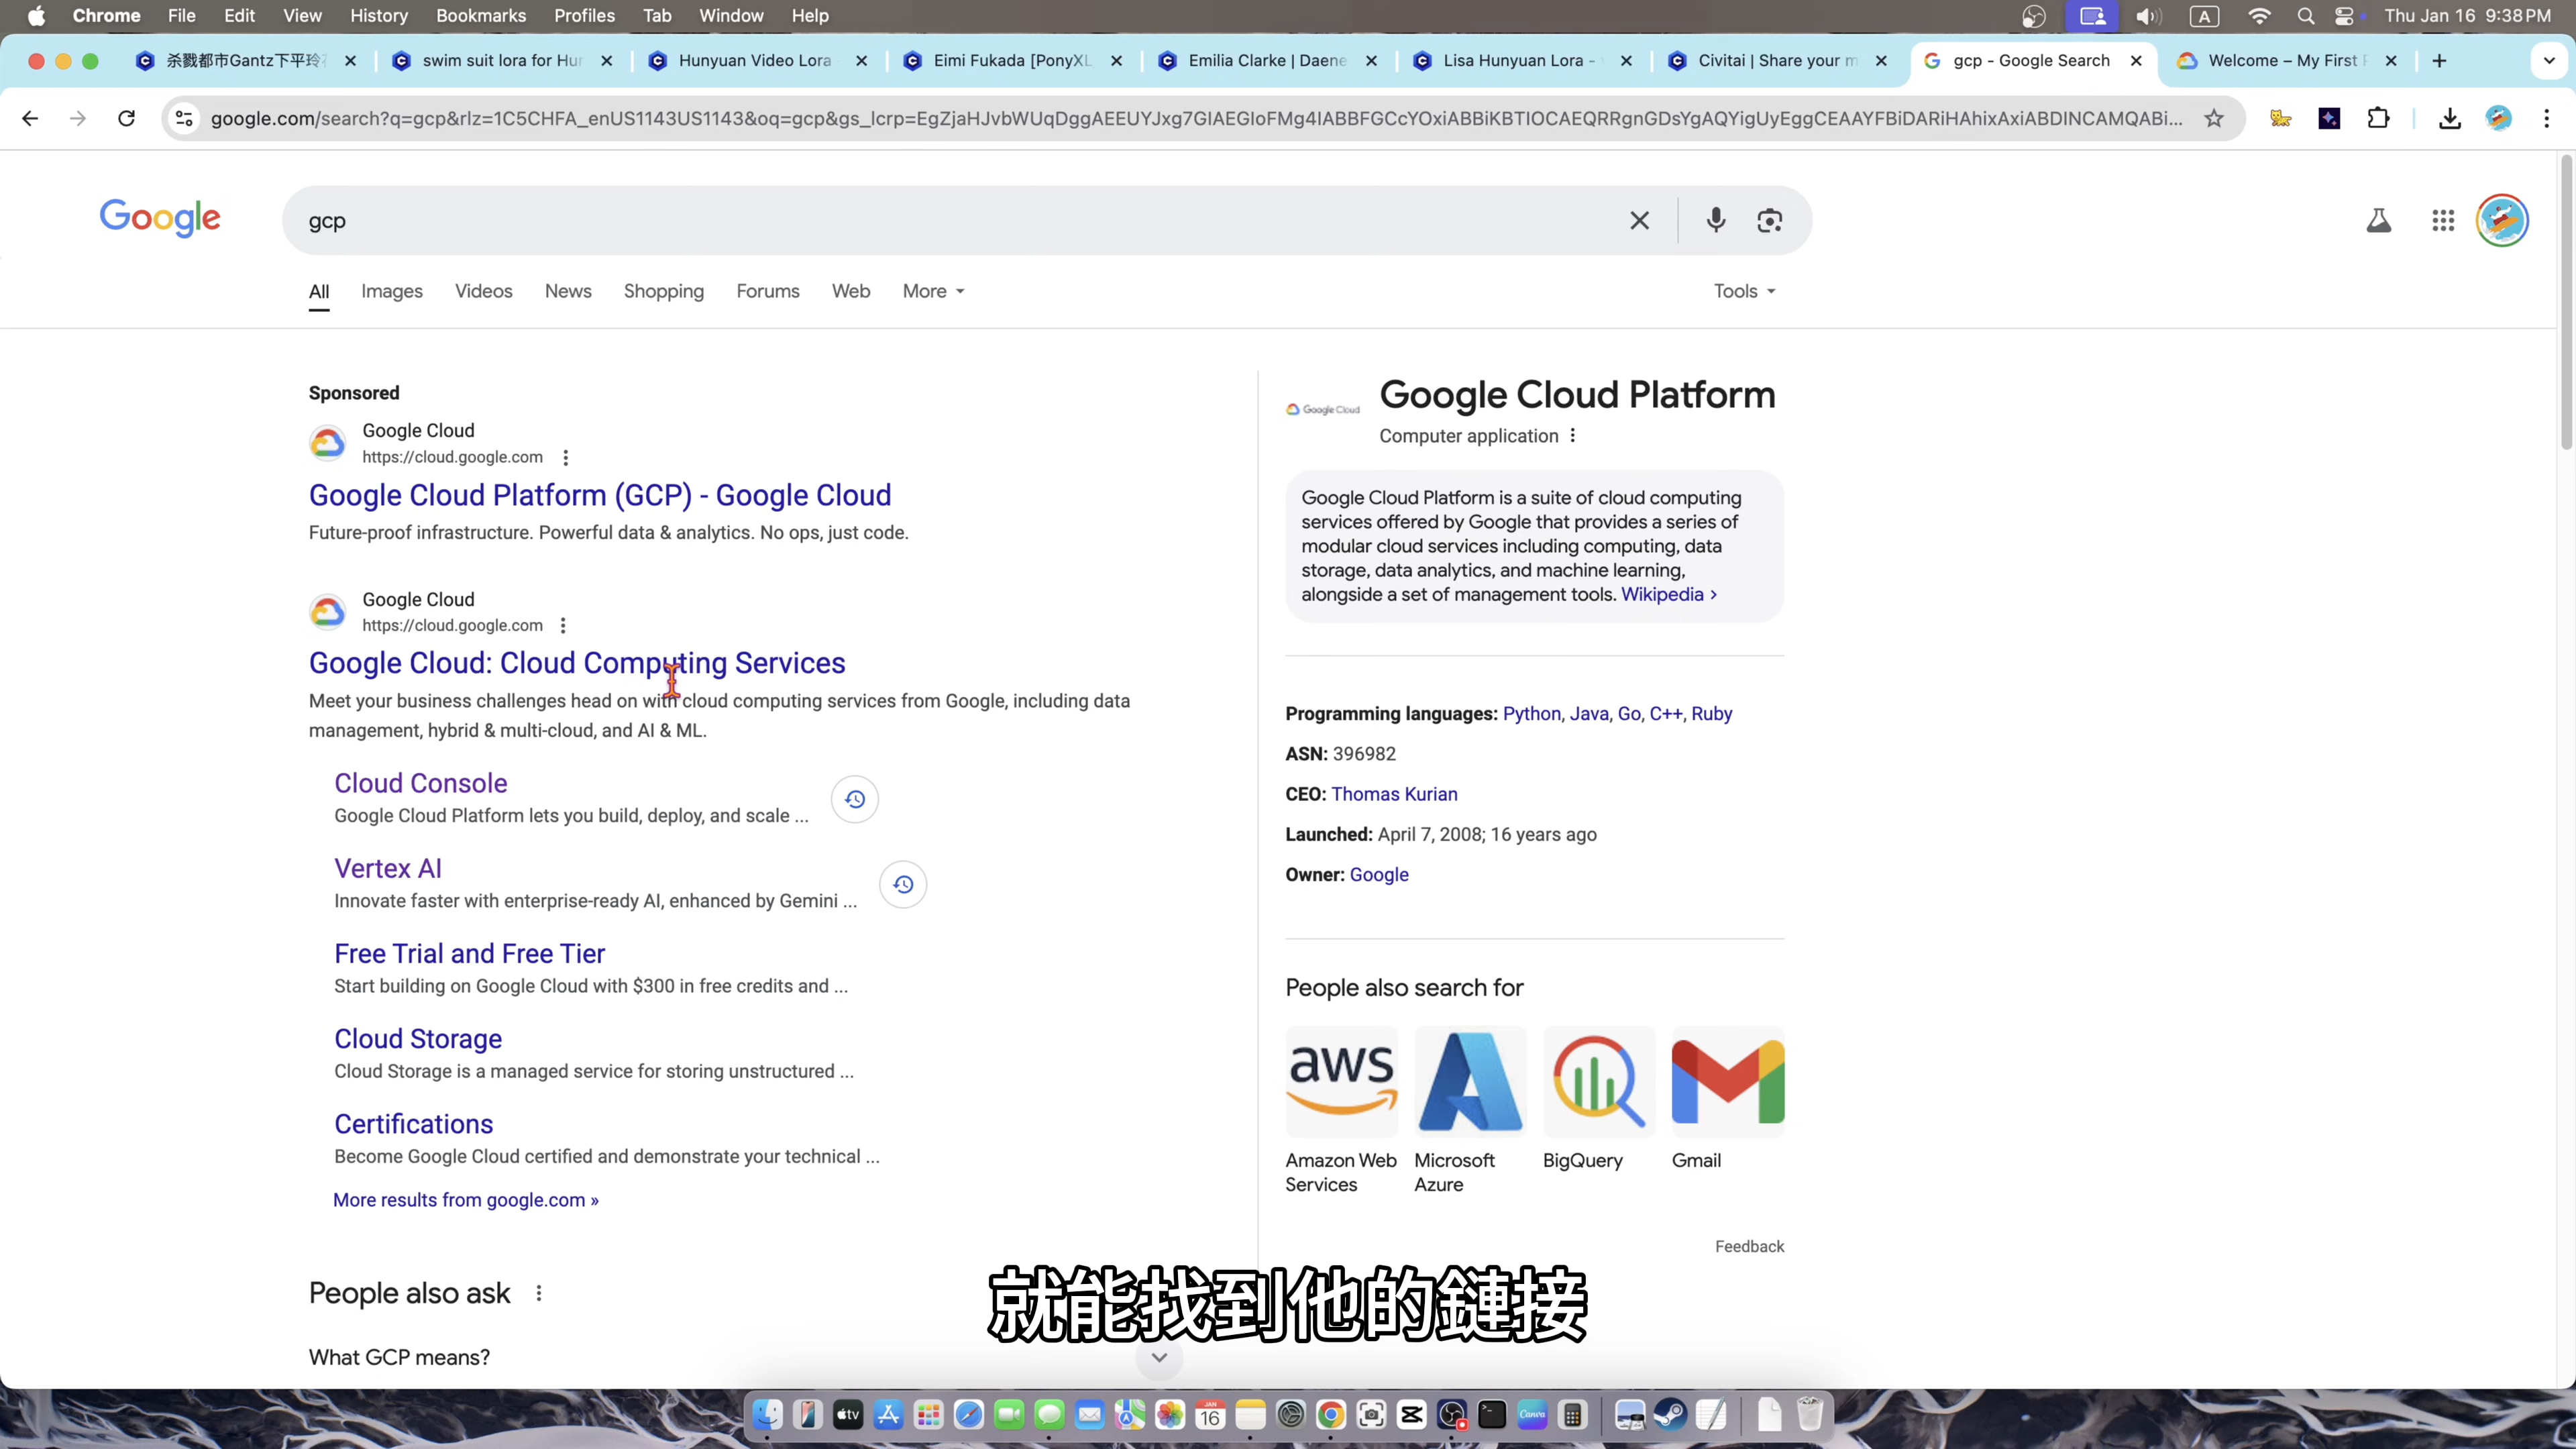 Chrome File Edit View History Bookmarks Profiles Tab Window Help
A Thu Jan 16 9:38 PM
杀戮都市Gantz下平玲
swim suit lora for Hun
Hunyuan Video Lora
Eimi Fukada [PonyXL
Emilia Clarke | Daene
Lisa Hunyuan Lora -
Civitai | Share your m
gcp - Google Search
Welcome – My First
google.com/search?q=gcp&rlz=1C5CHFA_enUS1143US1143&oq=gcp&gs_lcrp=EgZjaHJvbWUqDggAEEUYJxg7GIAEGIoFMg4IABBFGCcYOxiABBiKBTIOCAEQRRgnGDsYgAQYigUyEggCEAAYFBiDARiHAhixAxiABDINCAMQABi...
Google
gcp
All Images Videos News Shopping Forums Web More
Tools
Sponsored
Google Cloud
https://cloud.google.com
Google Cloud Platform (GCP) - Google Cloud
Future-proof infrastructure. Powerful data & analytics. No ops, just code.
Google Cloud
https://cloud.google.com
Google Cloud: Cloud Computing Services
Meet your business challenges head on with cloud computing services from Google, including data
management, hybrid & multi-cloud, and AI & ML.
Cloud Console
Google Cloud Platform lets you build, deploy, and scale ...
Vertex AI
Innovate faster with enterprise-ready AI, enhanced by Gemini ...
Free Trial and Free Tier
Start building on Google Cloud with $300 in free credits and ...
Cloud Storage
Cloud Storage is a managed service for storing unstructured ...
Certifications
Become Google Cloud certified and demonstrate your technical ...
More results from google.com »
People also ask
What GCP means?
Google Cloud
Google Cloud Platform
Computer application
Google Cloud Platform is a suite of cloud computing
services offered by Google that provides a series of
modular cloud services including computing, data
storage, data analytics, and machine learning,
alongside a set of management tools. Wikipedia ›
Programming languages: Python, Java, Go, C++, Ruby
ASN: 396982
CEO: Thomas Kurian
Launched: April 7, 2008; 16 years ago
Owner: Google
People also search for
aws
Amazon Web
Services
Microsoft
Azure
BigQuery
Gmail
Feedback
就能找到他的鏈接
tv
JAN
16
Canva